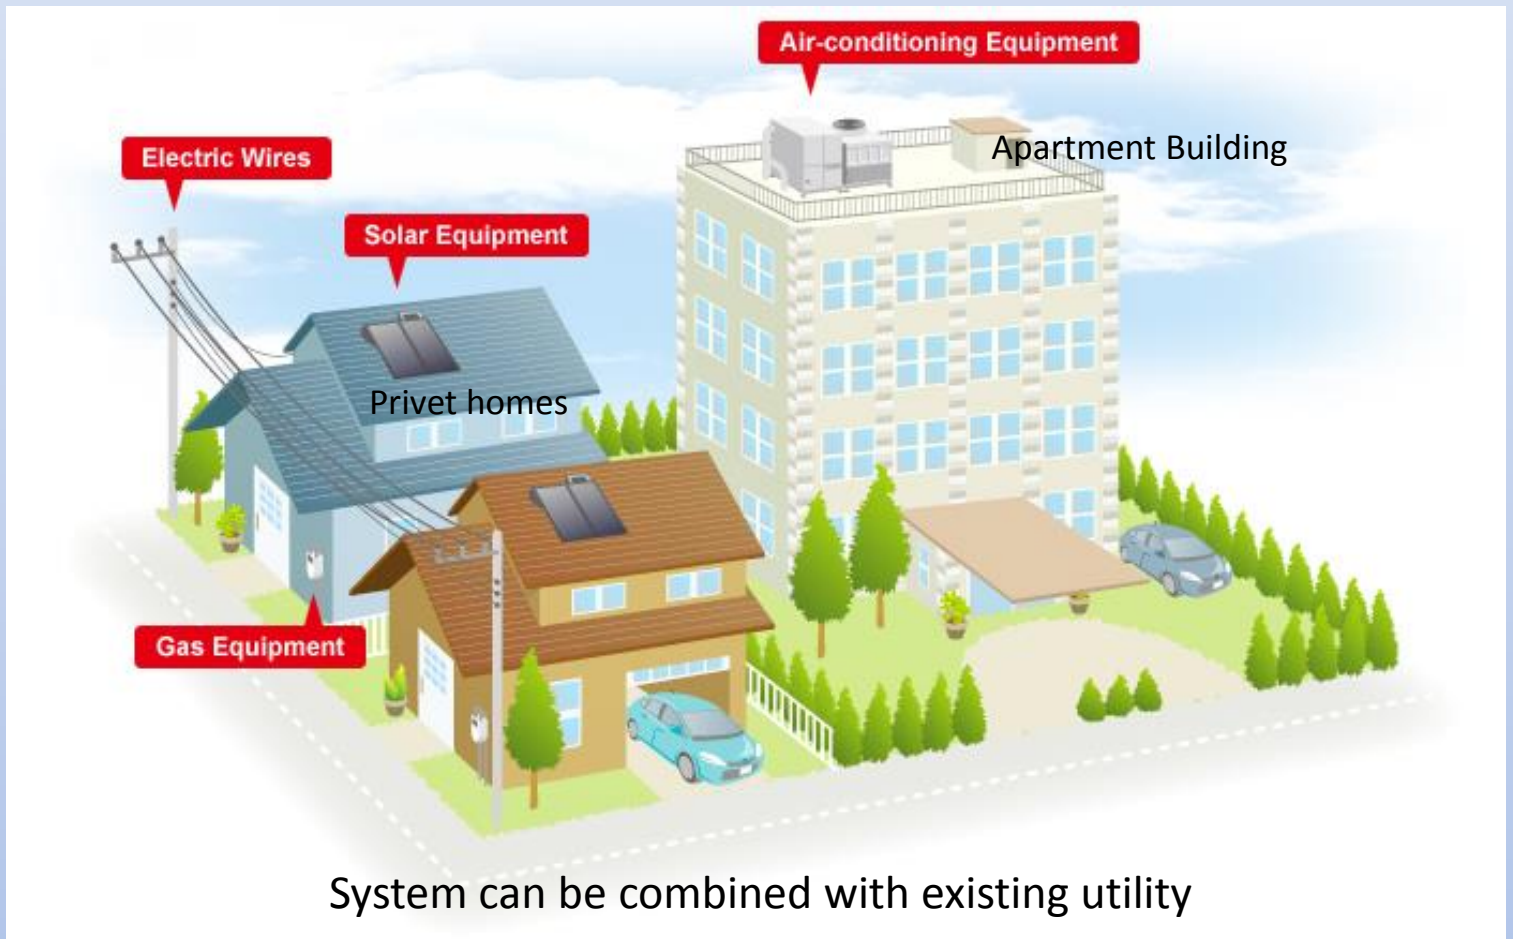 Air-conditioning Equipment
Apartment Building
Electric Wires
Solar Equipment
Privet homes
Gas Equipment
System can be combined with existing utility